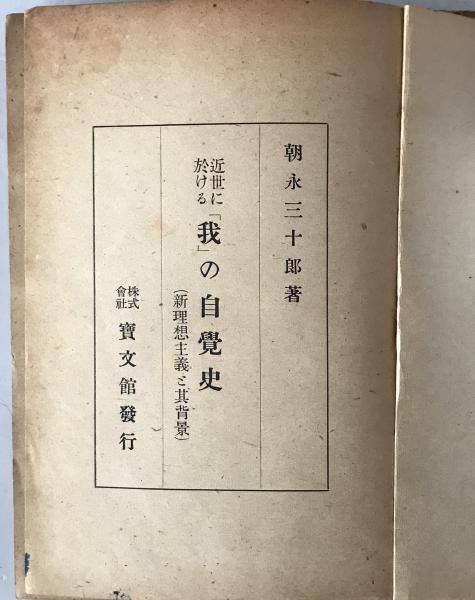 朝永三十郎著
近世に於ける「我」の自覺史
(新理想主義と其背景)
株式會社 寶文館發行